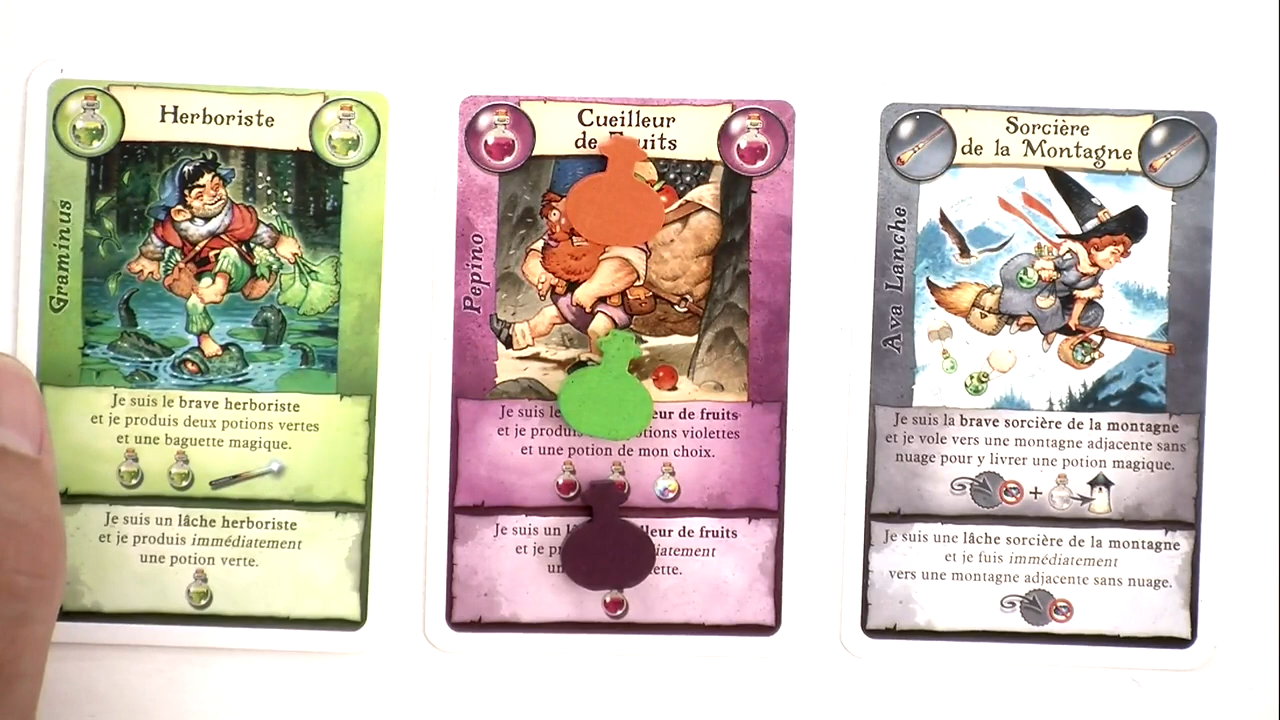 Herboriste
Graminus
Je suis le brave herboriste
et je produis deux potions vertes
et une baguette magique.
Je suis un lâche herboriste
et je produis immédiatement
une potion verte.
Cueilleur
de Fruits
Pepino
Je suis le eur de fruits
et je produis tions violettes
et une potion de mon choix.
Je suis un lleur de fruits
et je iatement
ette.
Sorcière
de la Montagne
Ava Lanche
Je suis la brave sorcière de la montagne
et je vole vers une montagne adjacente sans
nuage pour y livrer une potion magique.
Je suis une lâche sorcière de la montagne
et je fuis immédiatement
vers une montagne adjacente sans nuage.